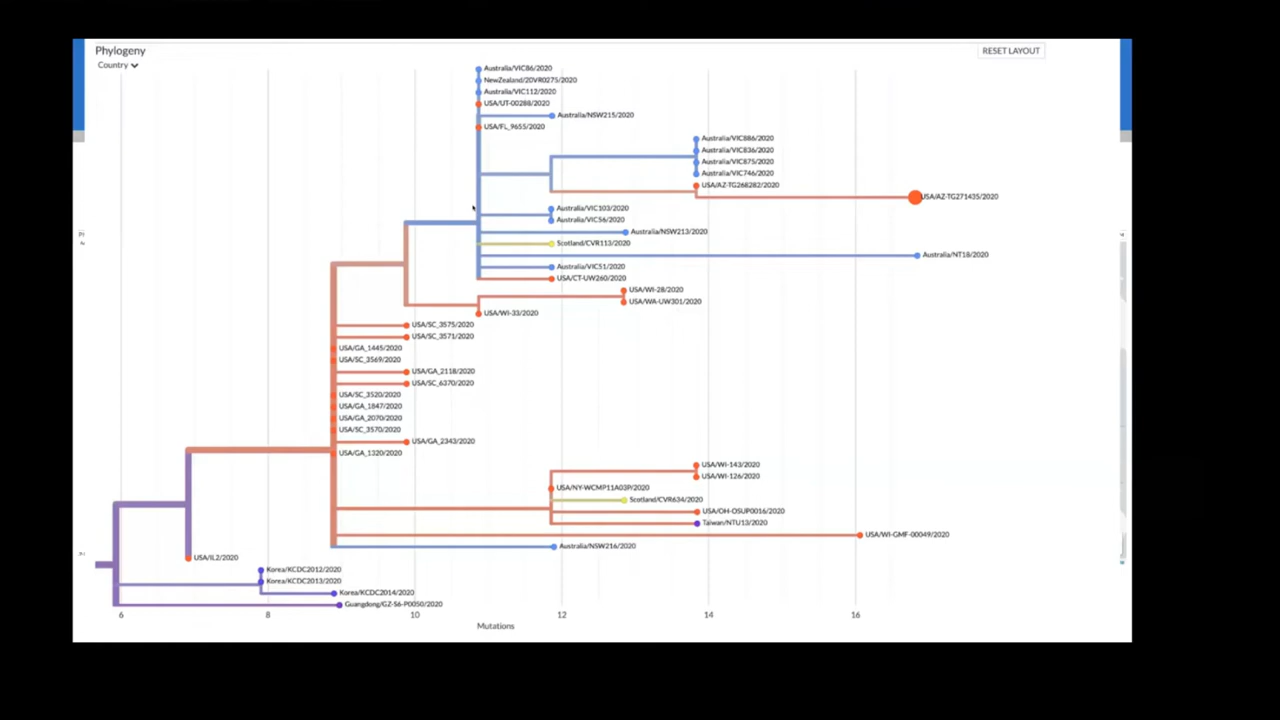 Phylogeny
RESET LAYOUT
Country
Australia/VIC86/2020
NewZealand/20VR0275/2020
Australia/VIC112/2020
USA/UT-00288/2020
Australia/NSW215/2020
USA/FL_9655/2020
Australia/VIC886/2020
Australia/VIC836/2020
Australia/VIC875/2020
Australia/VIC746/2020
USA/AZ-TG268282/2020
USA/AZ-TG271435/2020
Australia/VIC103/2020
Australia/VIC56/2020
Australia/NSW213/2020
Scotland/CVR113/2020
Australia/NT18/2020
Australia/VIC51/2020
USA/CT-UW260/2020
USA/WI-28/2020
USA/WA-UW301/2020
USA/WI-33/2020
USA/SC_3575/2020
USA/SC_3571/2020
USA/GA_1445/2020
USA/SC_3569/2020
USA/GA_2118/2020
USA/SC_6370/2020
USA/SC_3520/2020
USA/GA_1847/2020
USA/GA_2070/2020
USA/SC_3570/2020
USA/GA_2343/2020
USA/GA_1320/2020
USA/WI-143/2020
USA/WI-126/2020
USA/NY-WCMP11A03P/2020
Scotland/CVR634/2020
USA/OH-OSUP0016/2020
Taiwan/NTU13/2020
USA/WI-GMF-00049/2020
Australia/NSW216/2020
USA/IL2/2020
Korea/KCDC2012/2020
Korea/KCDC2013/2020
Korea/KCDC2014/2020
Guangdong/GZ-S6-P0050/2020
6 8 10 12 14 16
Mutations